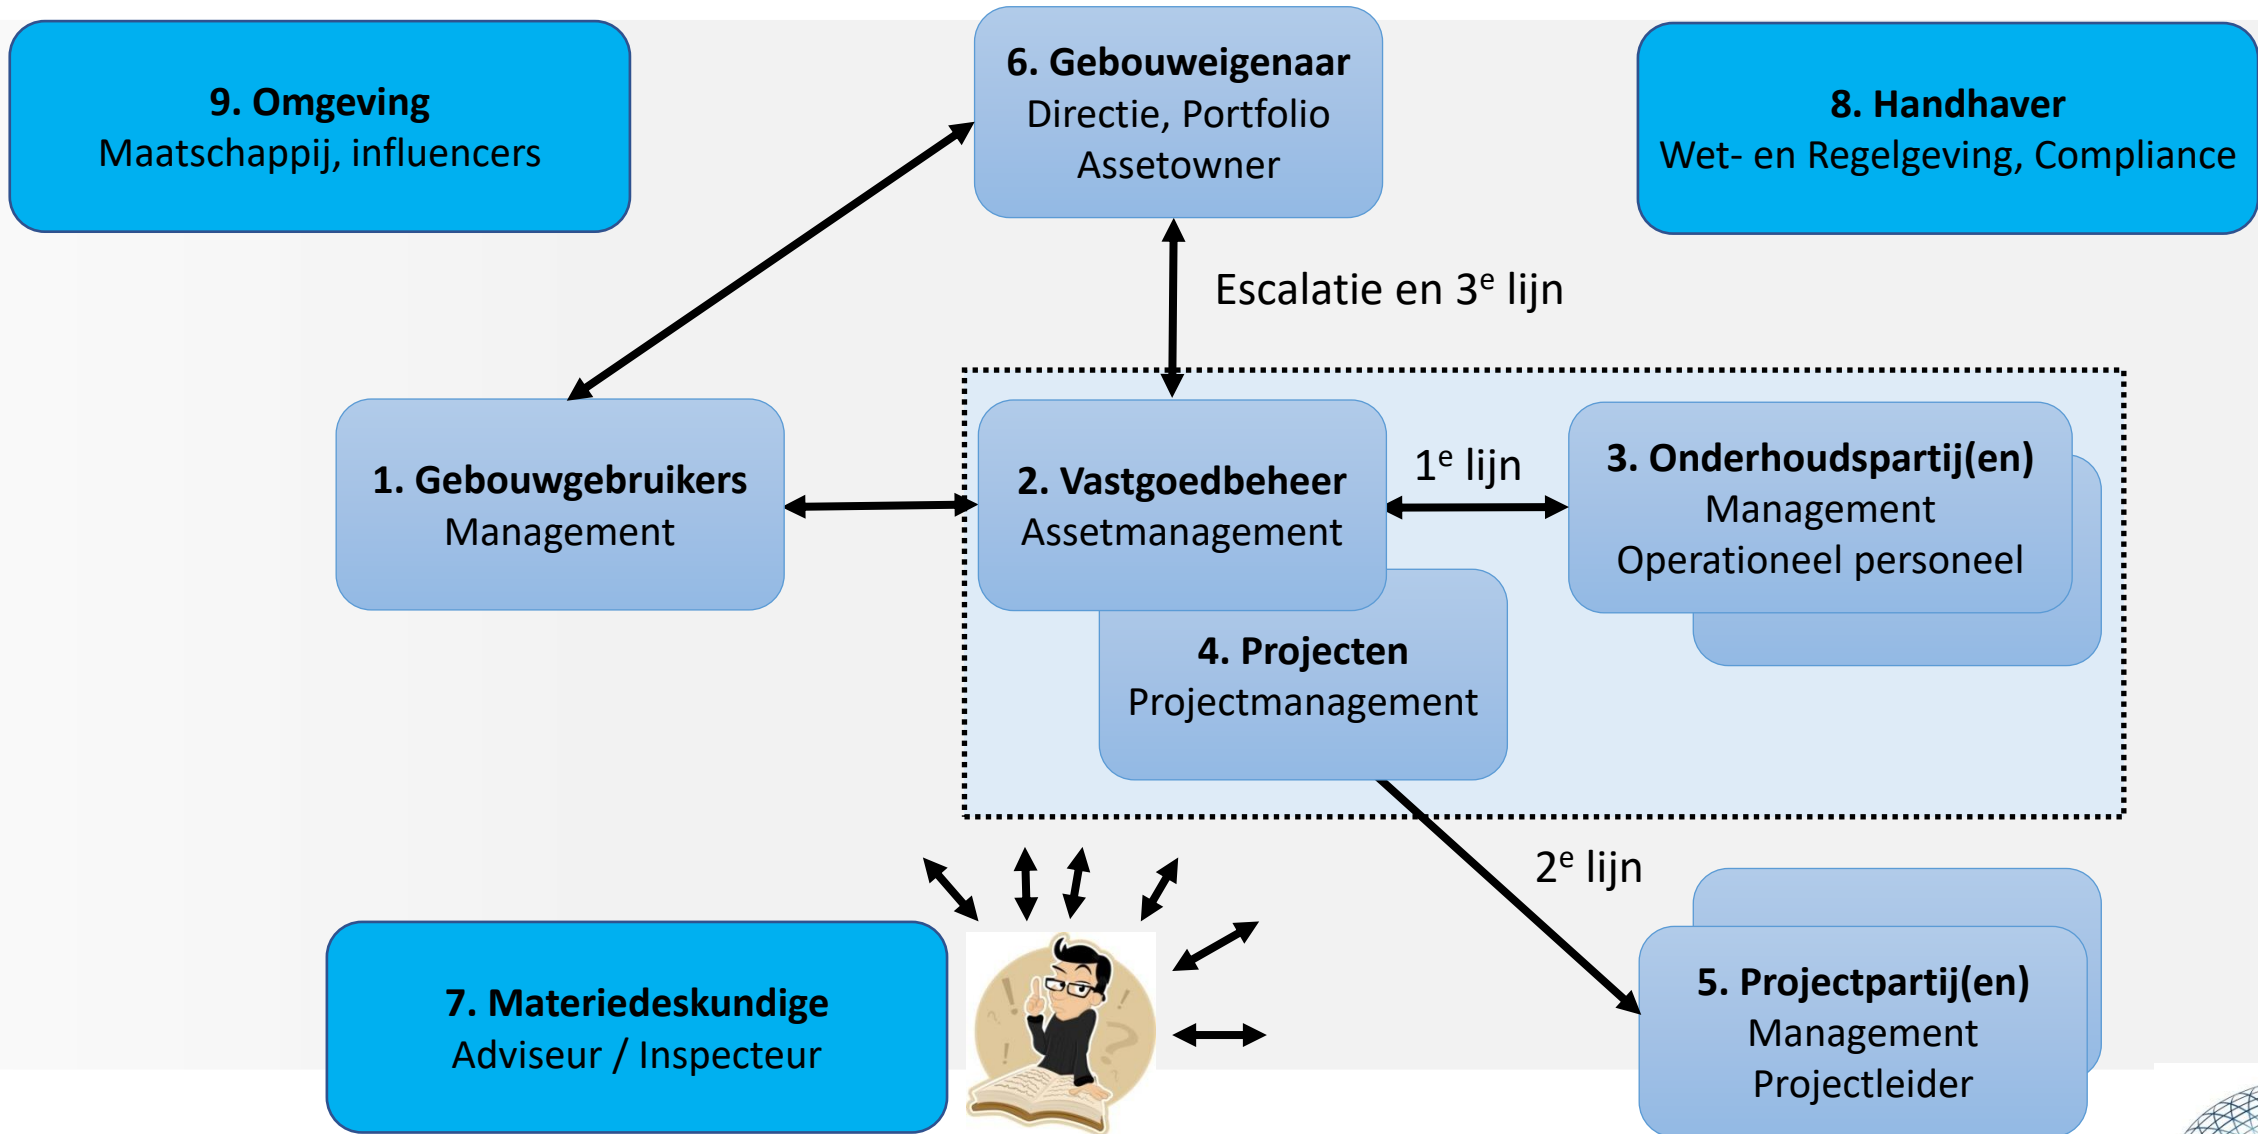 9. Omgeving
Maatschappij, influencers
6. Gebouweigenaar
Directie, Portfolio
Assetowner
8. Handhaver
Wet- en Regelgeving, Compliance
Escalatie en 3e lijn
1. Gebouwgebruikers
Management
2. Vastgoedbeheer
Assetmanagement
1e lijn
3. Onderhoudspartij(en)
Management
Operationeel personeel
4. Projecten
Projectmanagement
2e lijn
7. Materiedeskundige
Adviseur / Inspecteur
5. Projectpartij(en)
Management
Projectleider